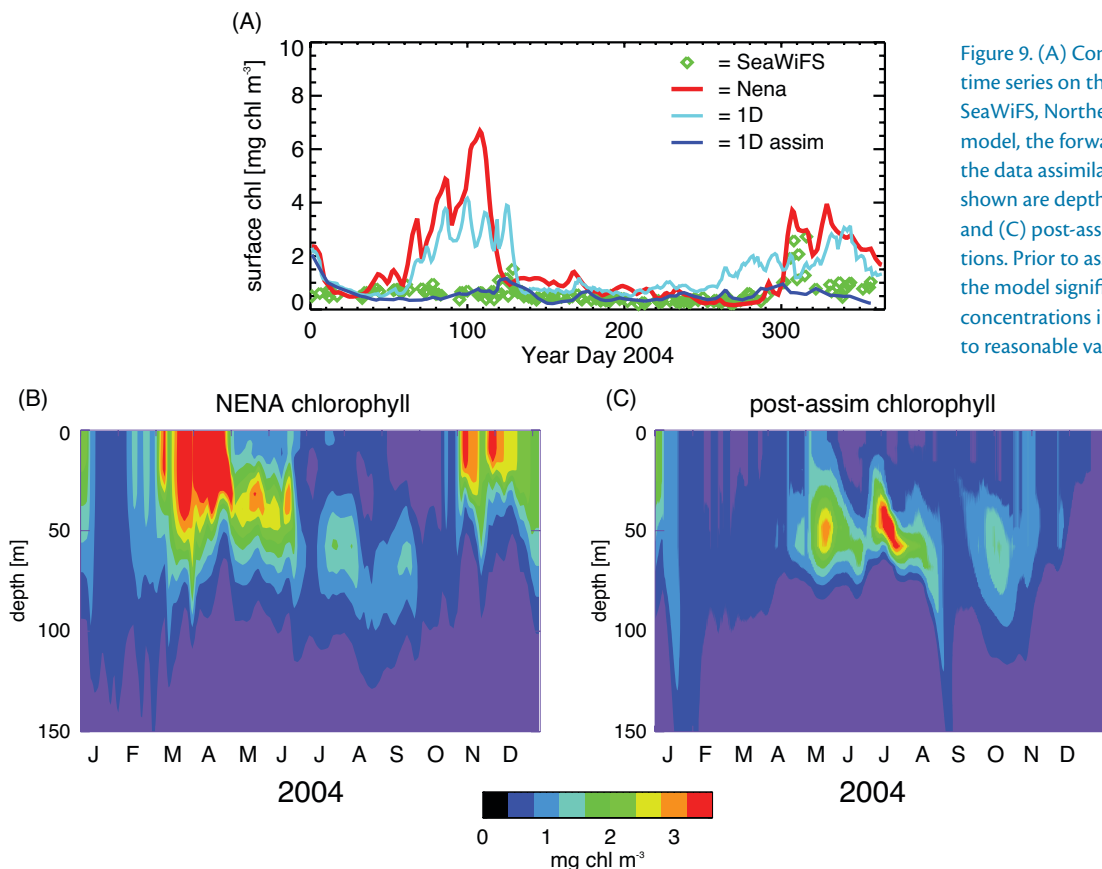 (A)
10
8
6
4
2
0
surface chl [mg chl m⁻³]
0 100 200 300
Year Day 2004
= SeaWiFS
= Nena
= 1D
= 1D assim
Figure 9. (A) Con
time series on th
SeaWiFS, Northe
model, the forwa
the data assimila
shown are depth
and (C) post-ass
tions. Prior to as
the model signif
concentrations i
to reasonable va
(B)
NENA chlorophyll
0
50
100
150
depth [m]
J F M A M J J A S O N D
2004
(C)
post-assim chlorophyll
0
50
100
150
depth [m]
J F M A M J J A S O N D
2004
0 1 2 3
mg chl m⁻³